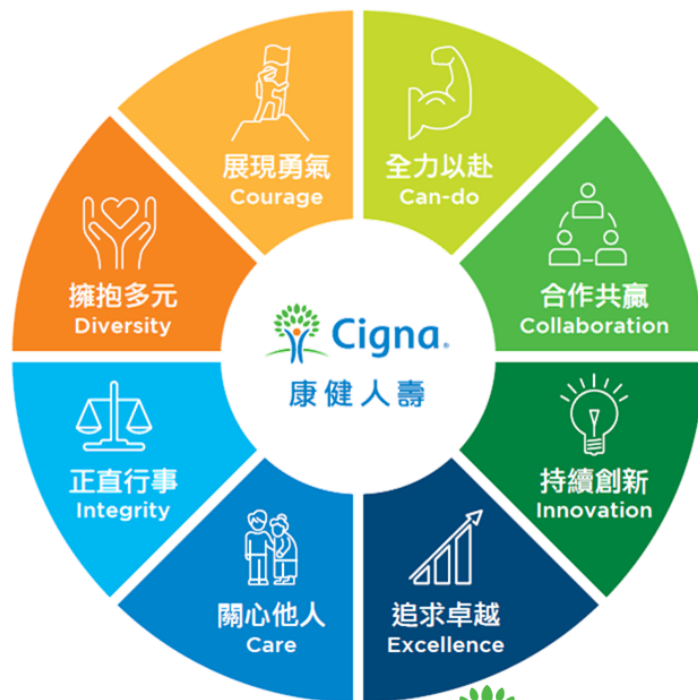 展現勇氣
Courage
全力以赴
Can-do
合作共贏
Collaboration
持續創新
Innovation
追求卓越
Excellence
關心他人
Care
正直行事
Integrity
擁抱多元
Diversity
Cigna®
康健人壽